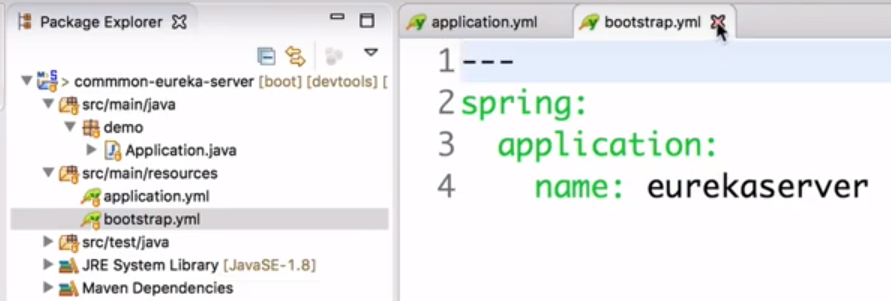 Package Explorer
commmon-eureka-server [boot] [devtools] [
src/main/java
demo
Application.java
src/main/resources
application.yml
bootstrap.yml
src/test/java
JRE System Library [JavaSE-1.8]
Maven Dependencies
application.yml
bootstrap.yml
1 ---
2 spring:
3 application:
4 name: eurekaserver